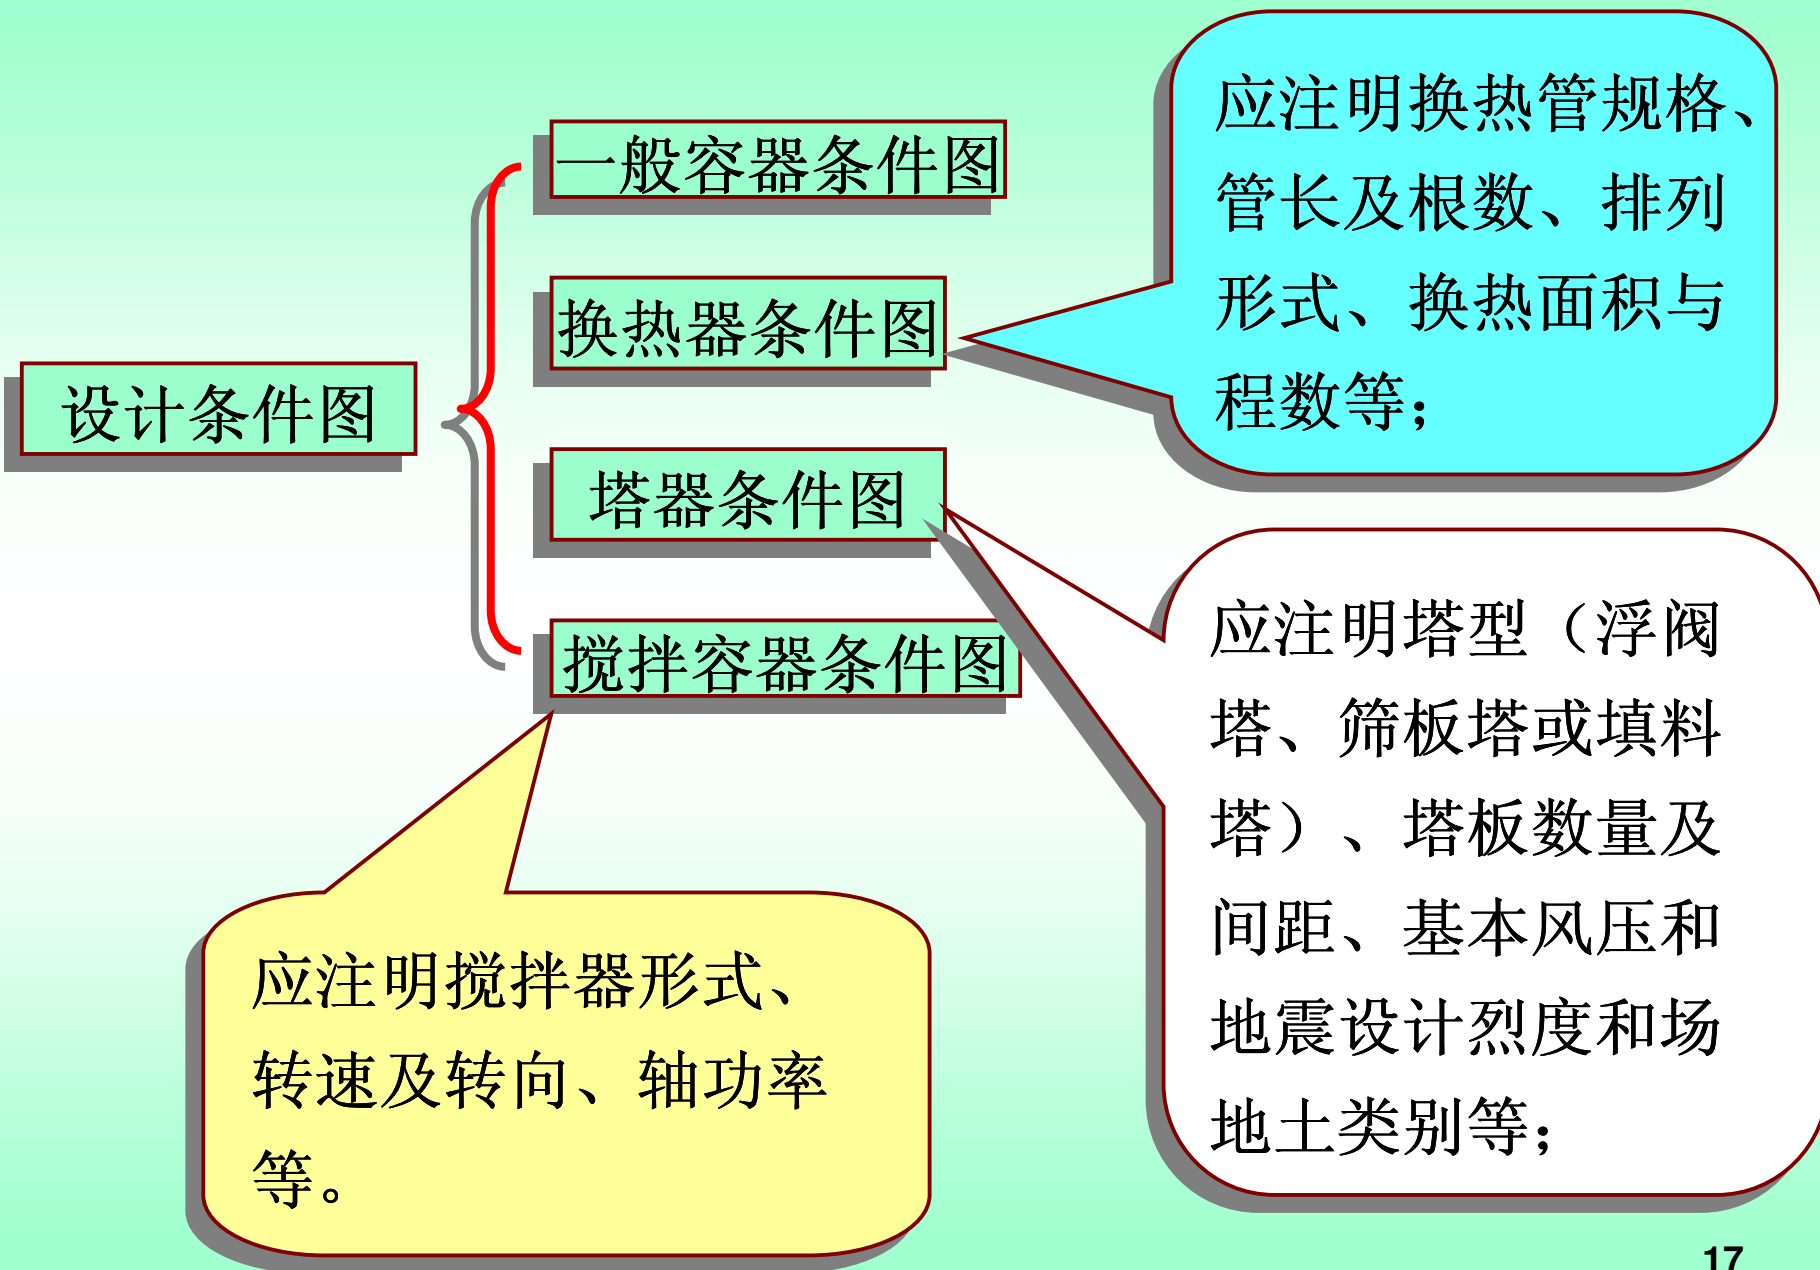 设计条件图
一般容器条件图
换热器条件图
塔器条件图
搅拌容器条件图
应注明换热管规格、
管长及根数、排列
形式、换热面积与
程数等；
应注明塔型（浮阀
塔、筛板塔或填料
塔）、塔板数量及
间距、基本风压和
地震设计烈度和场
地土类别等；
应注明搅拌器形式、
转速及转向、轴功率
等。
17